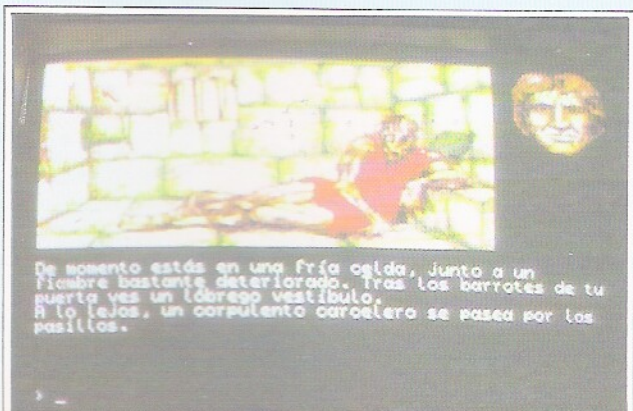 De momento estás en una fría celda, junto a un
fiambre bastante deteriorado. Tras los barrotes de tu
puerta ves un lóbrego vestíbulo.
A lo lejos, un corpulento carcelero se pasea por los
pasillos.
> _